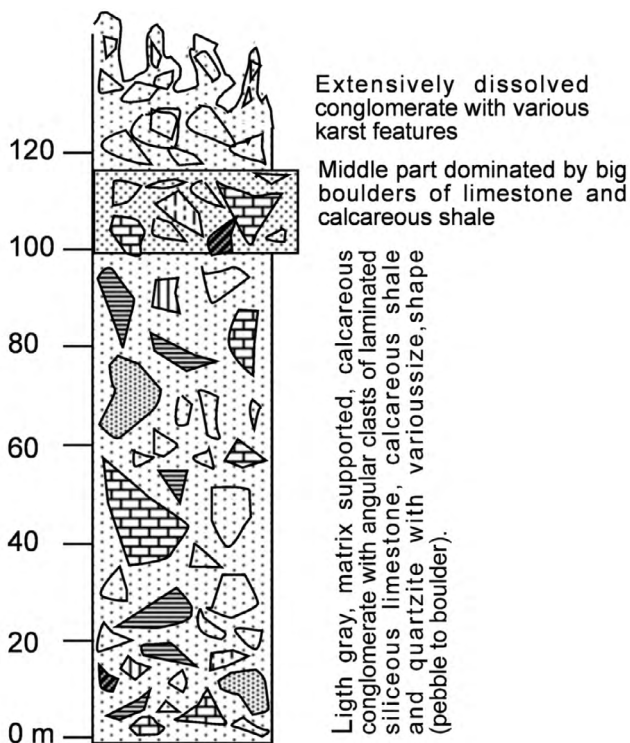 Extensively dissolved
conglomerate with various
karst features
120
Middle part dominated by big
boulders of limestone and
calcareous shale
100
80
60
40
20
0 m
Ligth gray, matrix supported, calcareous
conglomerate with angular clasts of laminated
siliceous limestone, calcareous shale
and quartzite with varioussize, shape
(pebble to boulder).